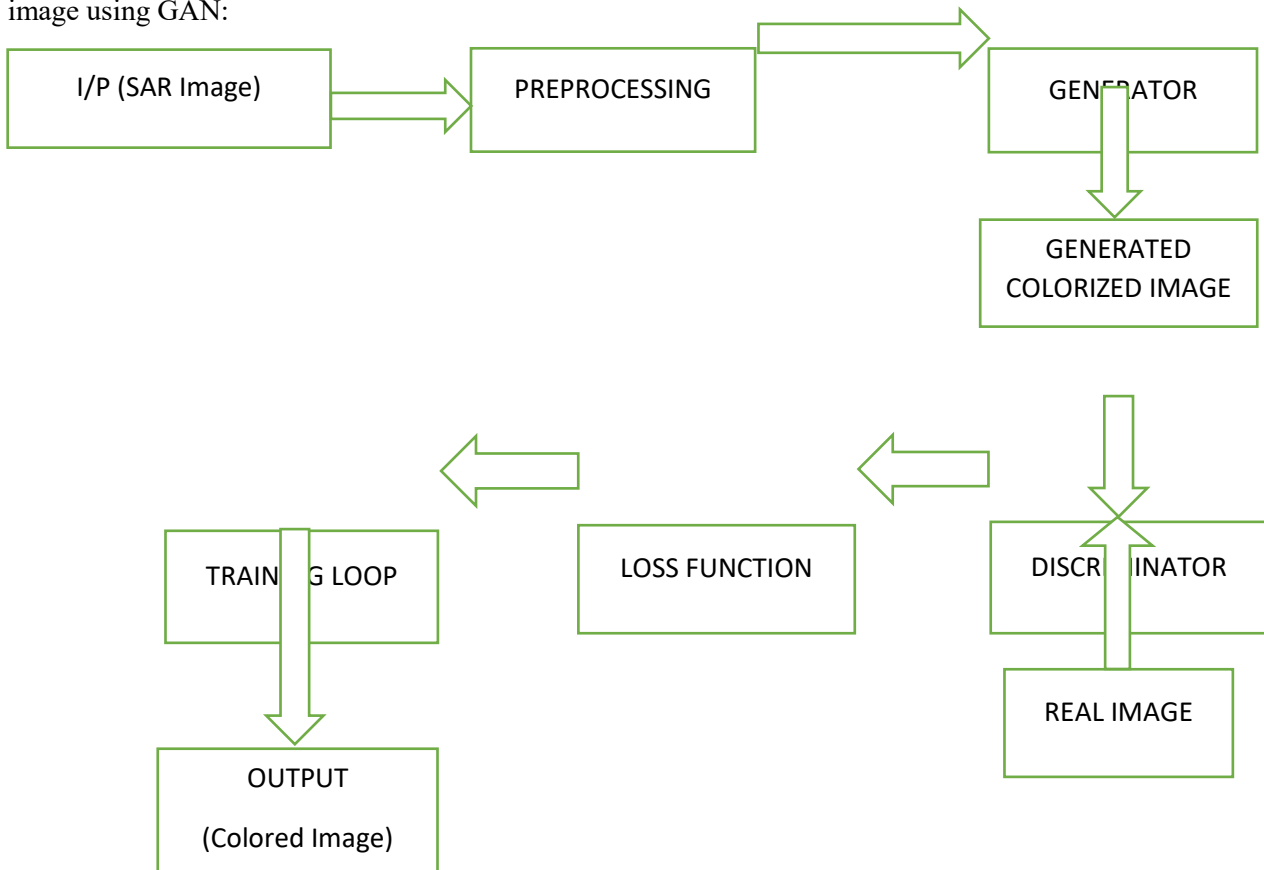 image using GAN:
I/P (SAR Image)
PREPROCESSING
GENERATOR
GENERATED
COLORIZED IMAGE
TRAINING LOOP
LOSS FUNCTION
DISCRIMINATOR
REAL IMAGE
OUTPUT
(Colored Image)